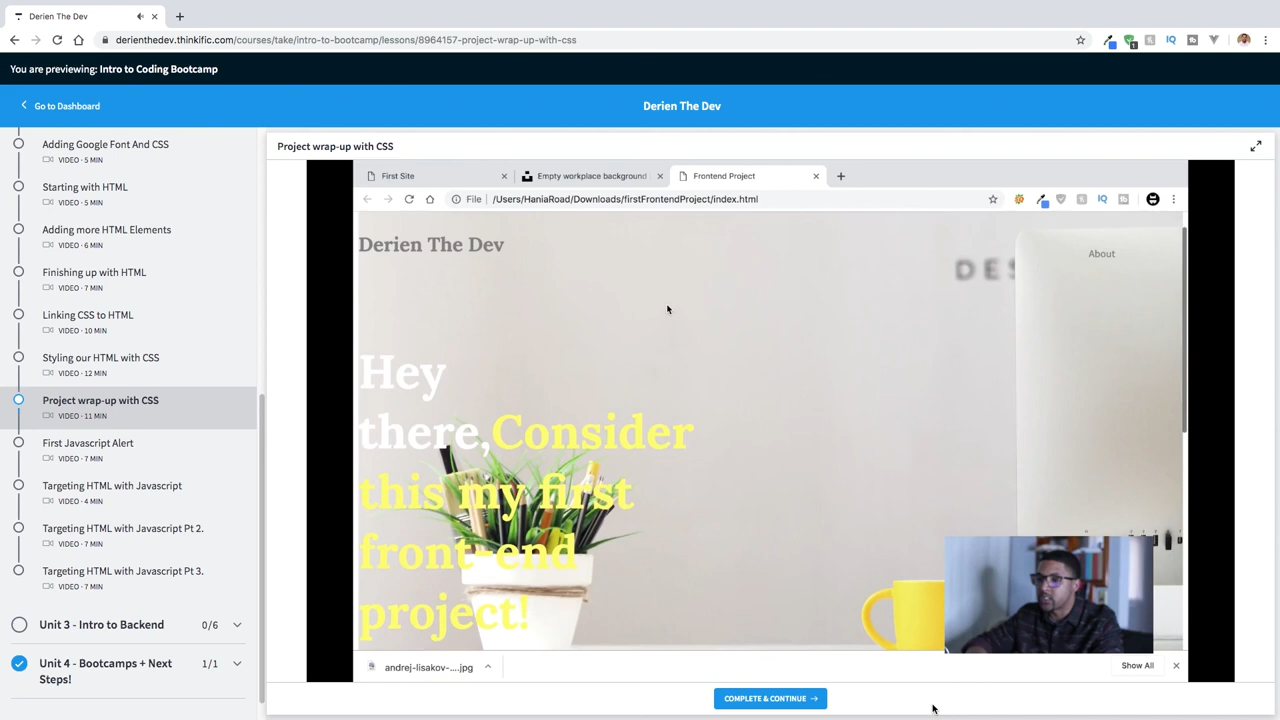 Derien The Dev
derienthedev.thinkific.com/courses/take/intro-to-bootcamp/lessons/8964157-project-wrap-up-with-css
You are previewing: Intro to Coding Bootcamp
Go to Dashboard
Derien The Dev
Adding Google Font And CSS
VIDEO · 5 MIN
Starting with HTML
VIDEO · 5 MIN
Adding more HTML Elements
VIDEO · 6 MIN
Finishing up with HTML
VIDEO · 7 MIN
Linking CSS to HTML
VIDEO · 10 MIN
Styling our HTML with CSS
VIDEO · 12 MIN
Project wrap-up with CSS
VIDEO · 11 MIN
First Javascript Alert
VIDEO · 7 MIN
Targeting HTML with Javascript
VIDEO · 4 MIN
Targeting HTML with Javascript Pt 2.
VIDEO · 7 MIN
Targeting HTML with Javascript Pt 3.
VIDEO · 7 MIN
Unit 3 - Intro to Backend 0/6
Unit 4 - Bootcamps + Next 1/1
Steps!
Project wrap-up with CSS
First Site Empty workplace background Frontend Project
File /Users/HaniaRoad/Downloads/firstFrontendProject/index.html
Derien The Dev
DES
About
Hey
there,Consider
this my first
front-end
project!
andrej-lisakov-....jpg
Show All
COMPLETE & CONTINUE →